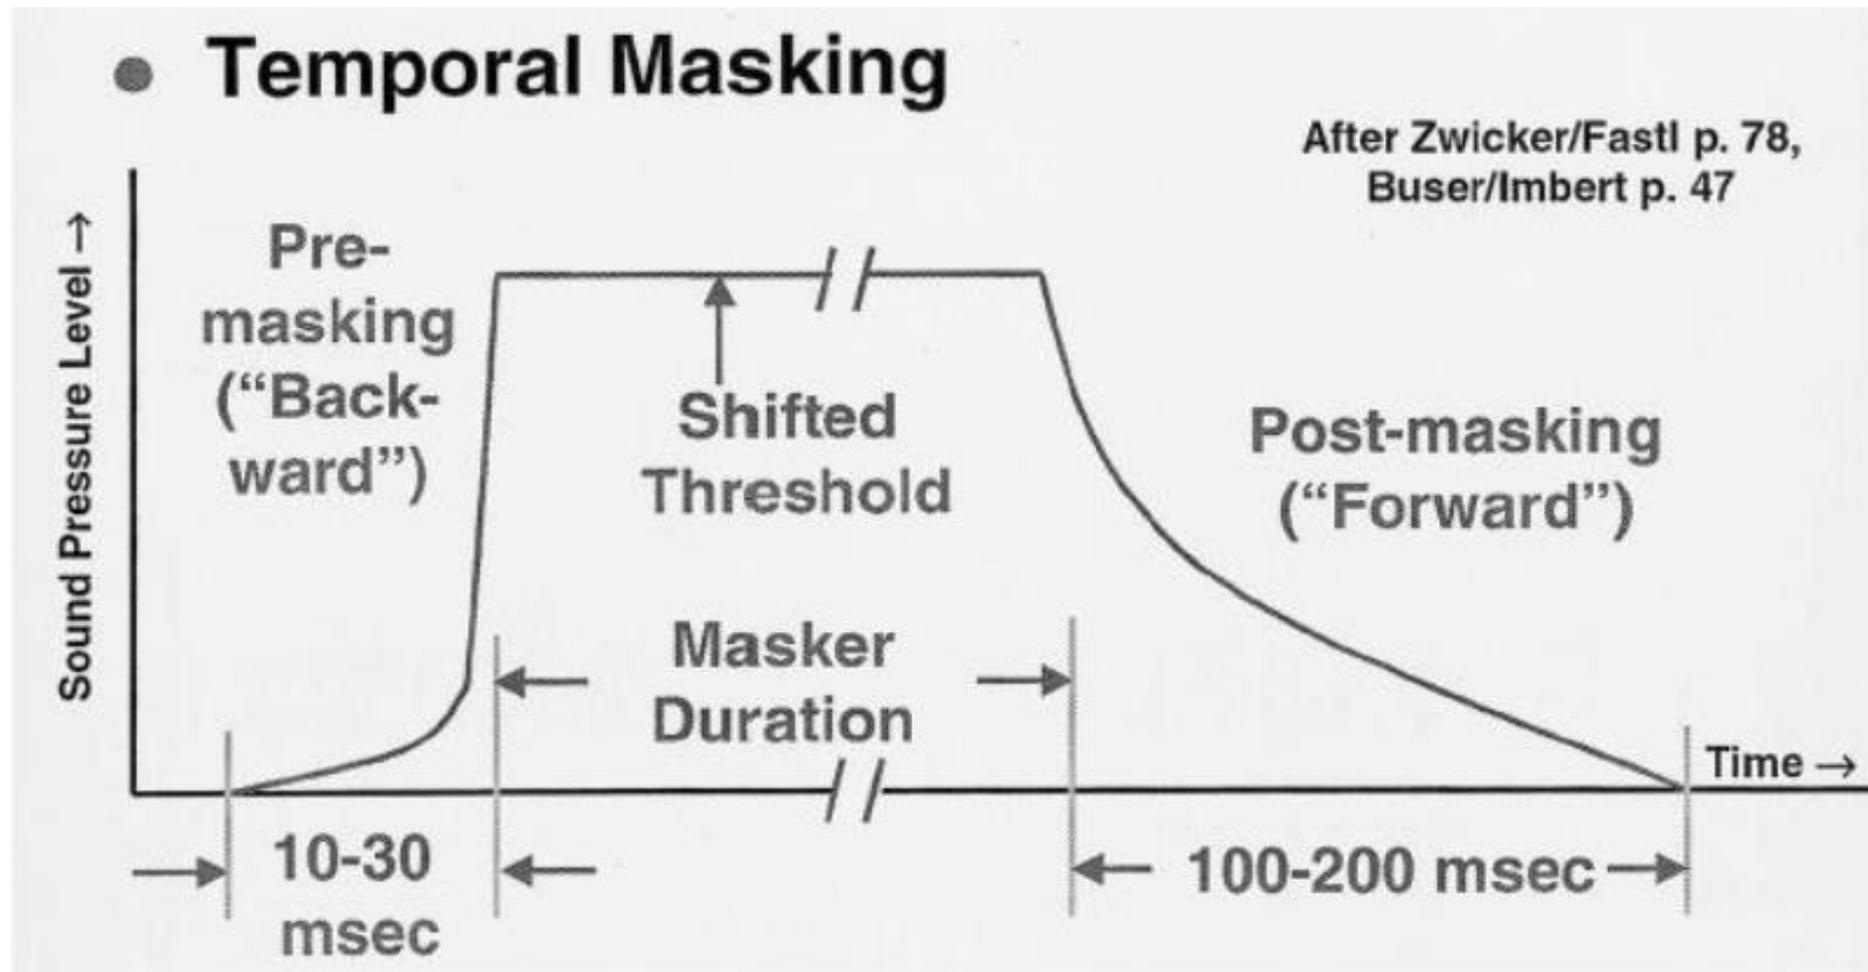 • Temporal Masking
After Zwicker/Fastl p. 78,
Buser/Imbert p. 47
Sound Pressure Level →
Pre-
masking
(“Back-
ward”)
Shifted
Threshold
Post-masking
(“Forward”)
Masker
Duration
Time →
10-30
msec
100-200 msec